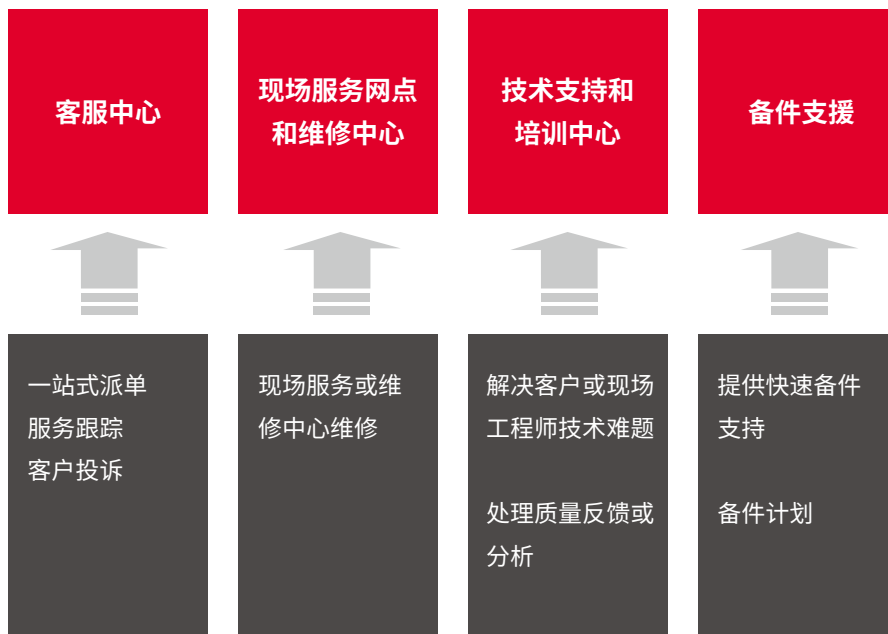 客服中心
现场服务网点
和维修中心
技术支持和
培训中心
备件支援
一站式派单
服务跟踪
客户投诉
现场服务或维
修中心维修
解决客户或现场
工程师技术难题
处理质量反馈或
分析
提供快速备件
支持
备件计划